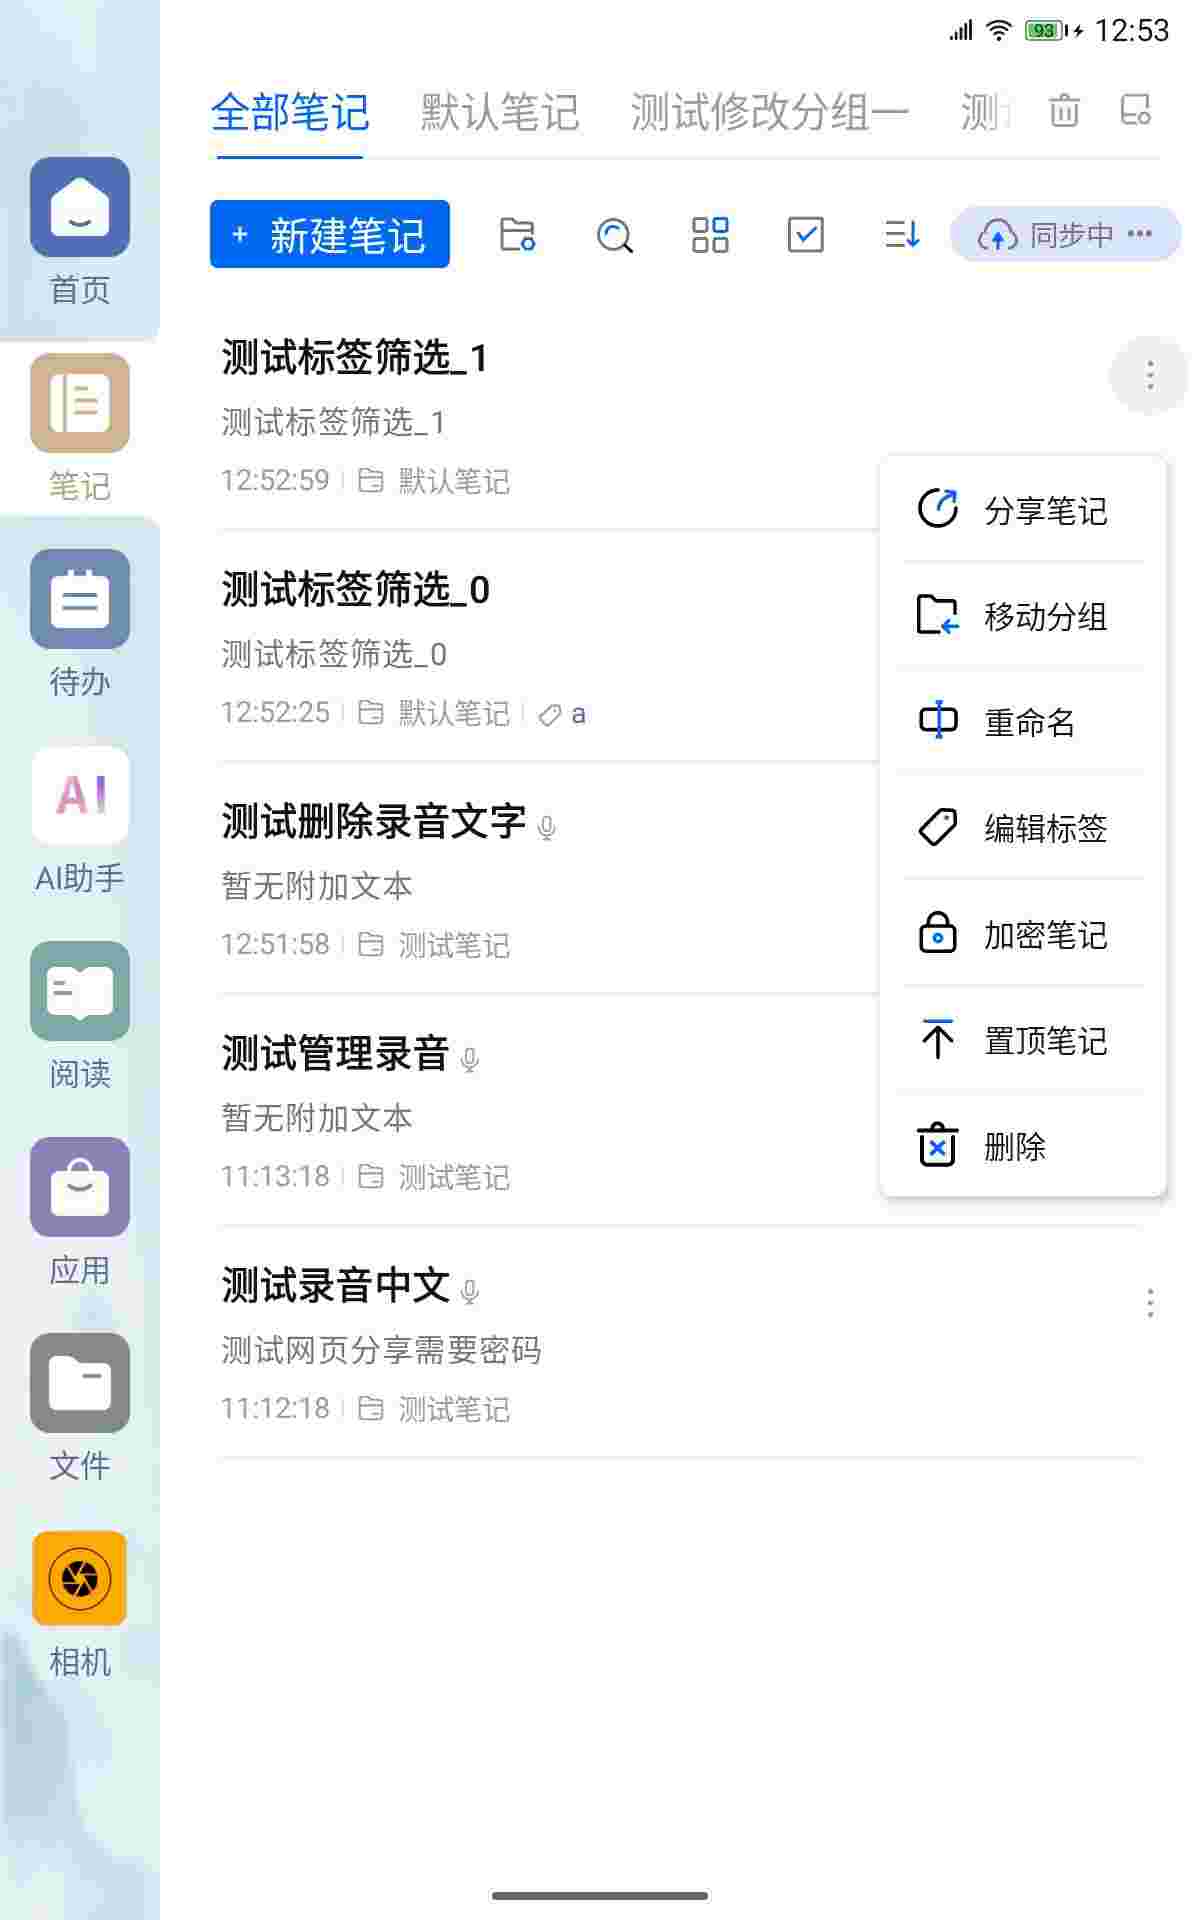 93 12:53
全部笔记 默认笔记 测试修改分组一 测
+ 新建笔记 同步中
首页
笔记
待办
AI
AI助手
阅读
应用
文件
相机
测试标签筛选_1
测试标签筛选_1
12:52:59 默认笔记
测试标签筛选_0
测试标签筛选_0
12:52:25 默认笔记 a
测试删除录音文字
暂无附加文本
11:51:58 测试笔记
测试管理录音
暂无附加文本
11:13:18 测试笔记
测试录音中文
测试网页分享需要密码
11:12:18 测试笔记
分享笔记
移动分组
重命名
编辑标签
加密笔记
置顶笔记
删除